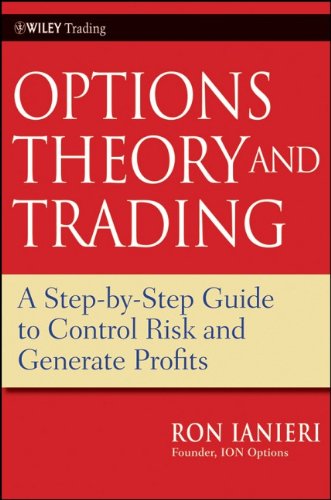 WILEY Trading
OPTIONS
THEORY AND
TRADING
A Step-by-Step Guide
to Control Risk and
Generate Profits
RON IANIERI
Founder, ION Options